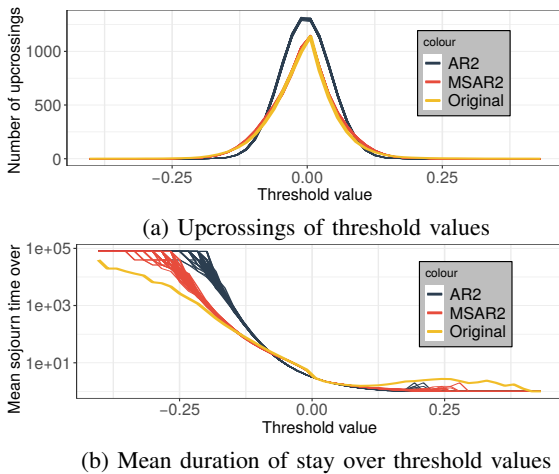 Number of upcrossings
1000
500
250
0
colour
AR2
MSAR2
Original
−0.25
0.00
0.25
Threshold value
(a) Upcrossings of threshold values
Mean sojourn time over
1e+05
1e+03
1e+01
colour
AR2
MSAR2
Original
−0.25
0.00
0.25
Threshold value
(b) Mean duration of stay over threshold values